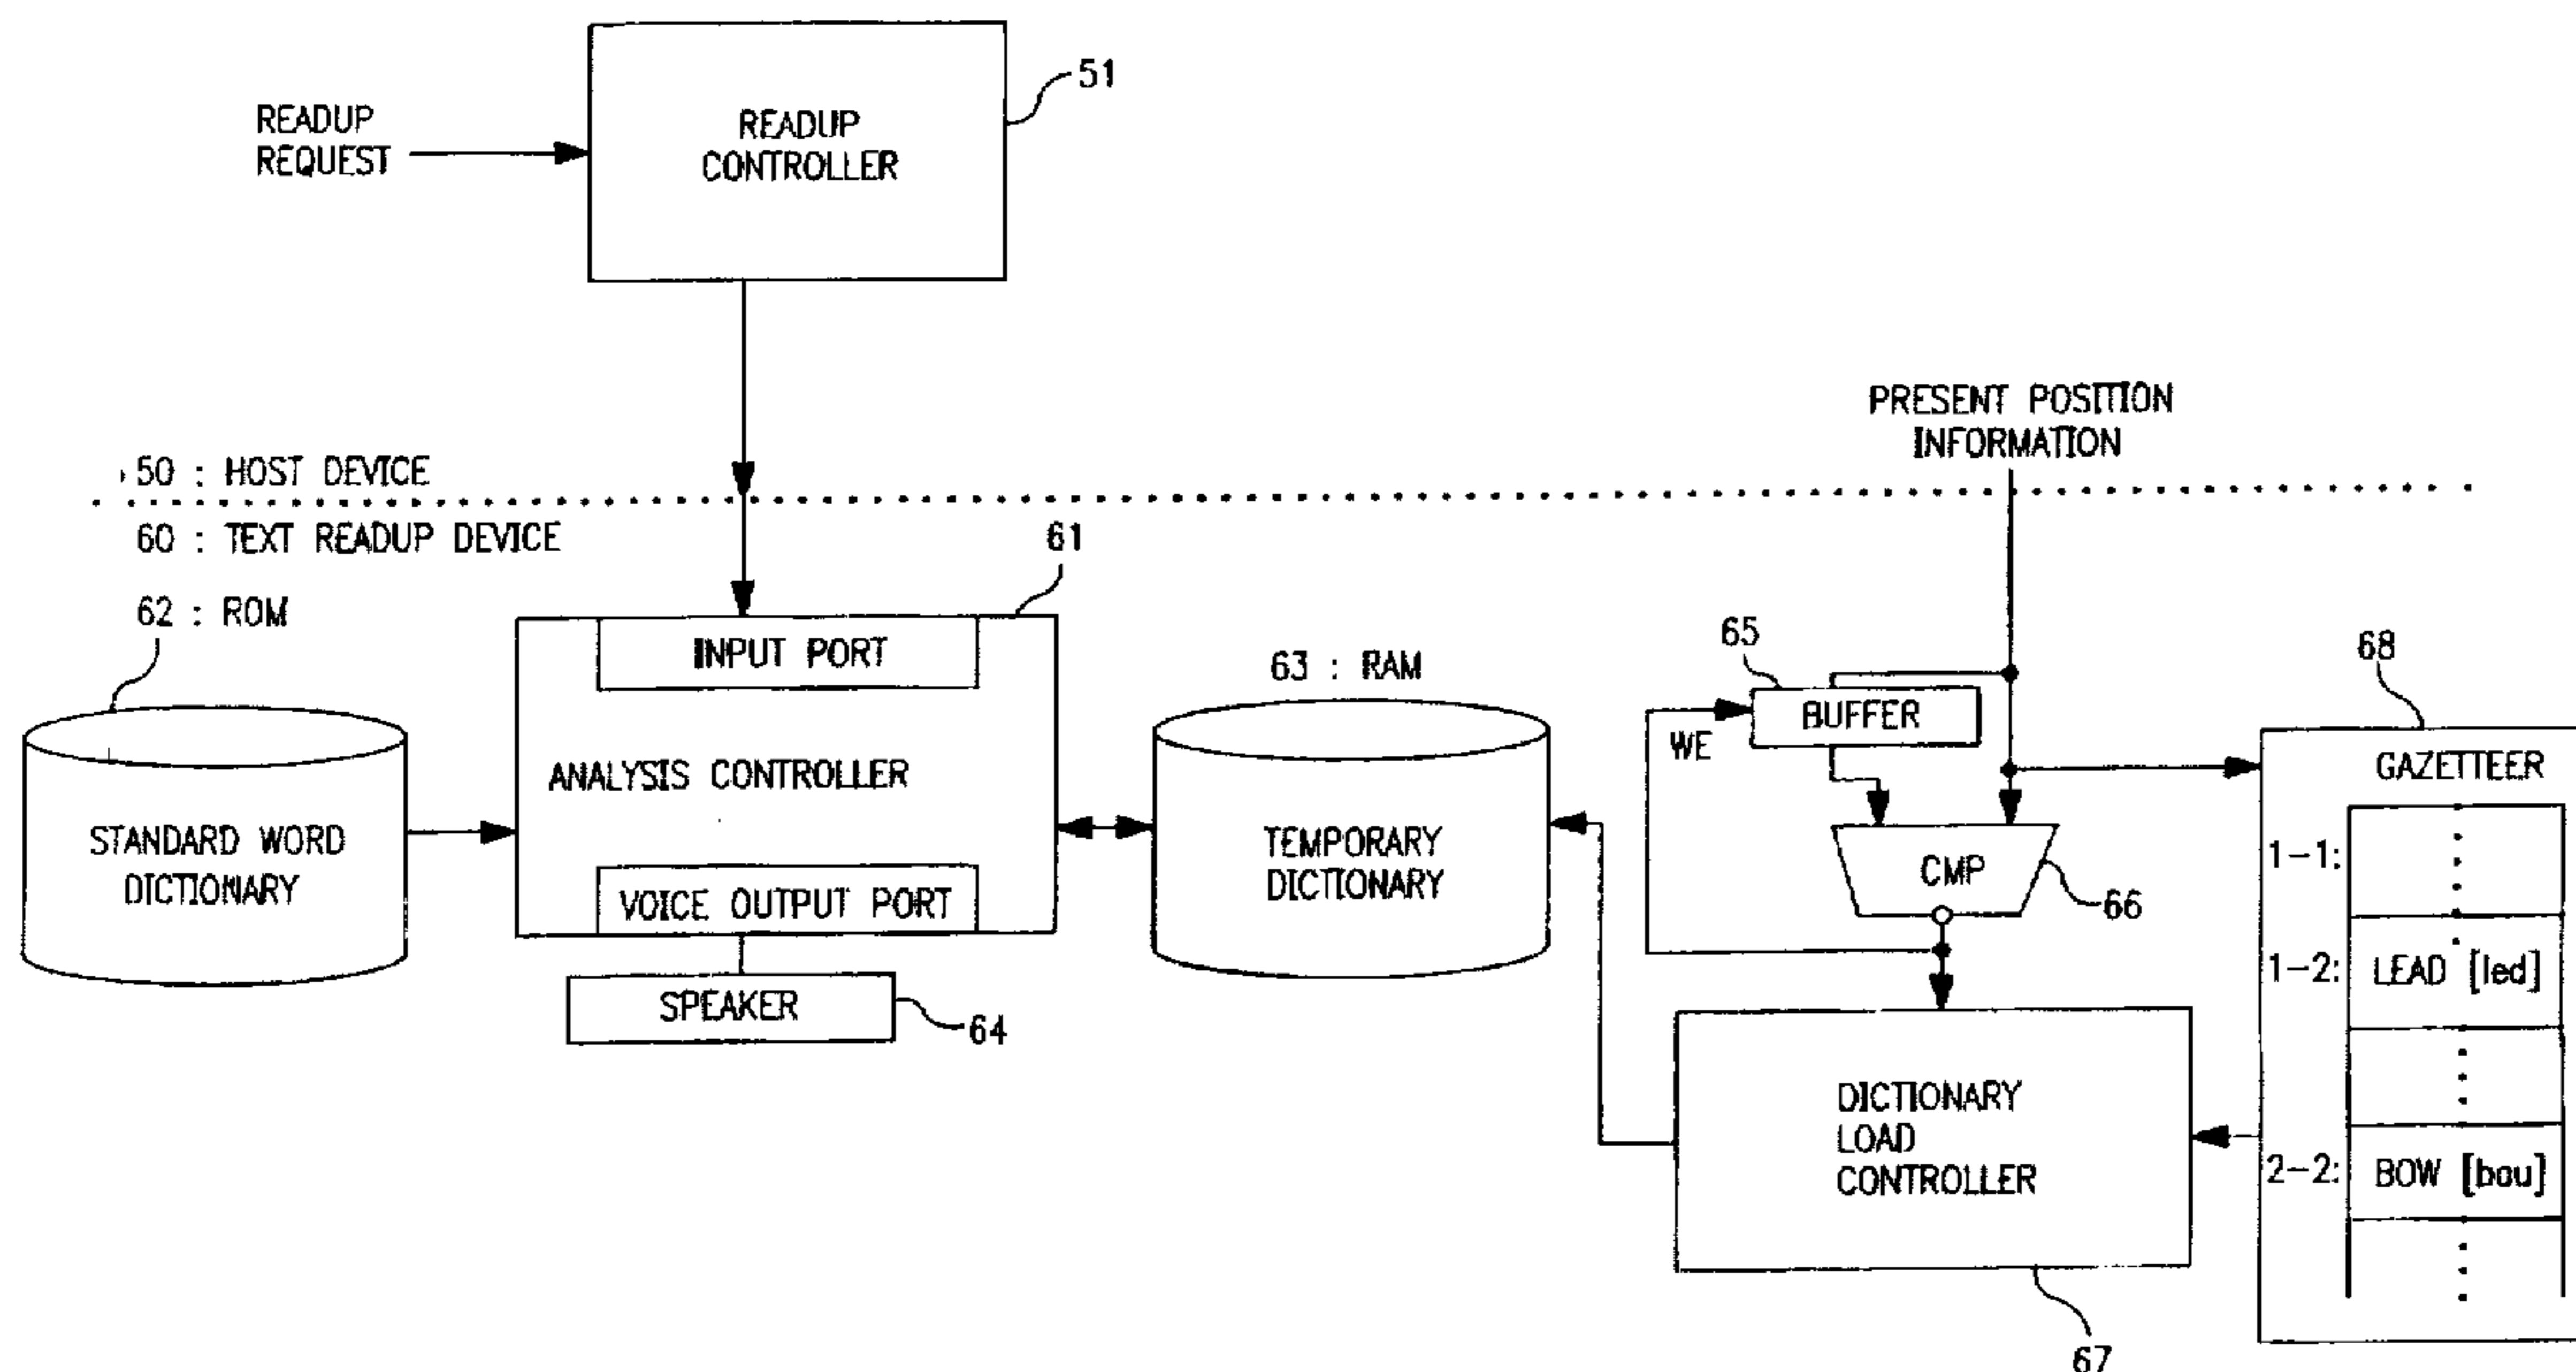 READUP
REQUEST
READUP
CONTROLLER
51
PRESENT POSITION
INFORMATION
50 : HOST DEVICE
60 : TEXT READUP DEVICE
62 : ROM
61
INPUT PORT
ANALYSIS CONTROLLER
VOICE OUTPUT PORT
STANDARD WORD
DICTIONARY
SPEAKER
64
63 : RAM
TEMPORARY
DICTIONARY
65
BUFFER
WE
CMP
66
DICTIONARY
LOAD
CONTROLLER
67
68
GAZETTEER
1-1:
1-2: LEAD [led]
2-2: BOW [bou]